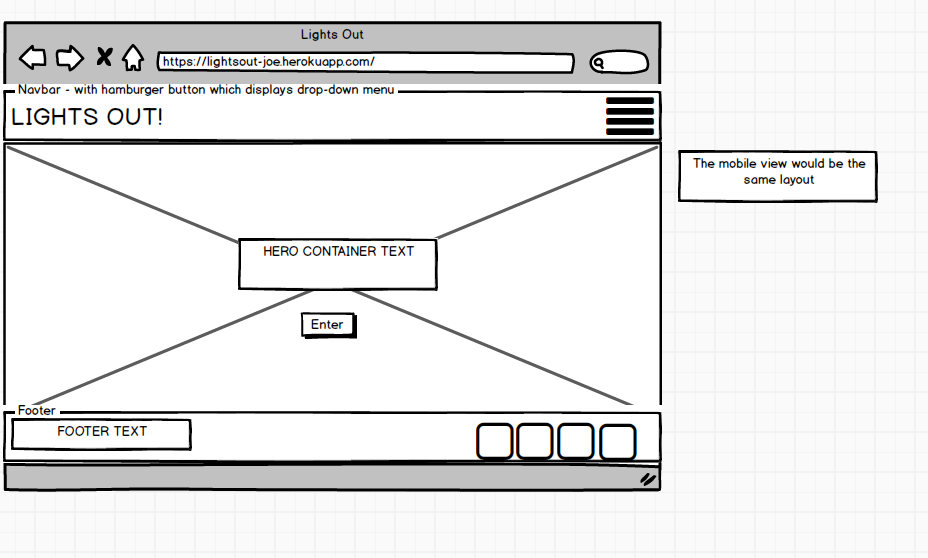 Lights Out
https://lightsout-joe.herokuapp.com/
Navbar - with hamburger button which displays drop-down menu
LIGHTS OUT!
The mobile view would be the
same layout
HERO CONTAINER TEXT
Enter
Footer
FOOTER TEXT